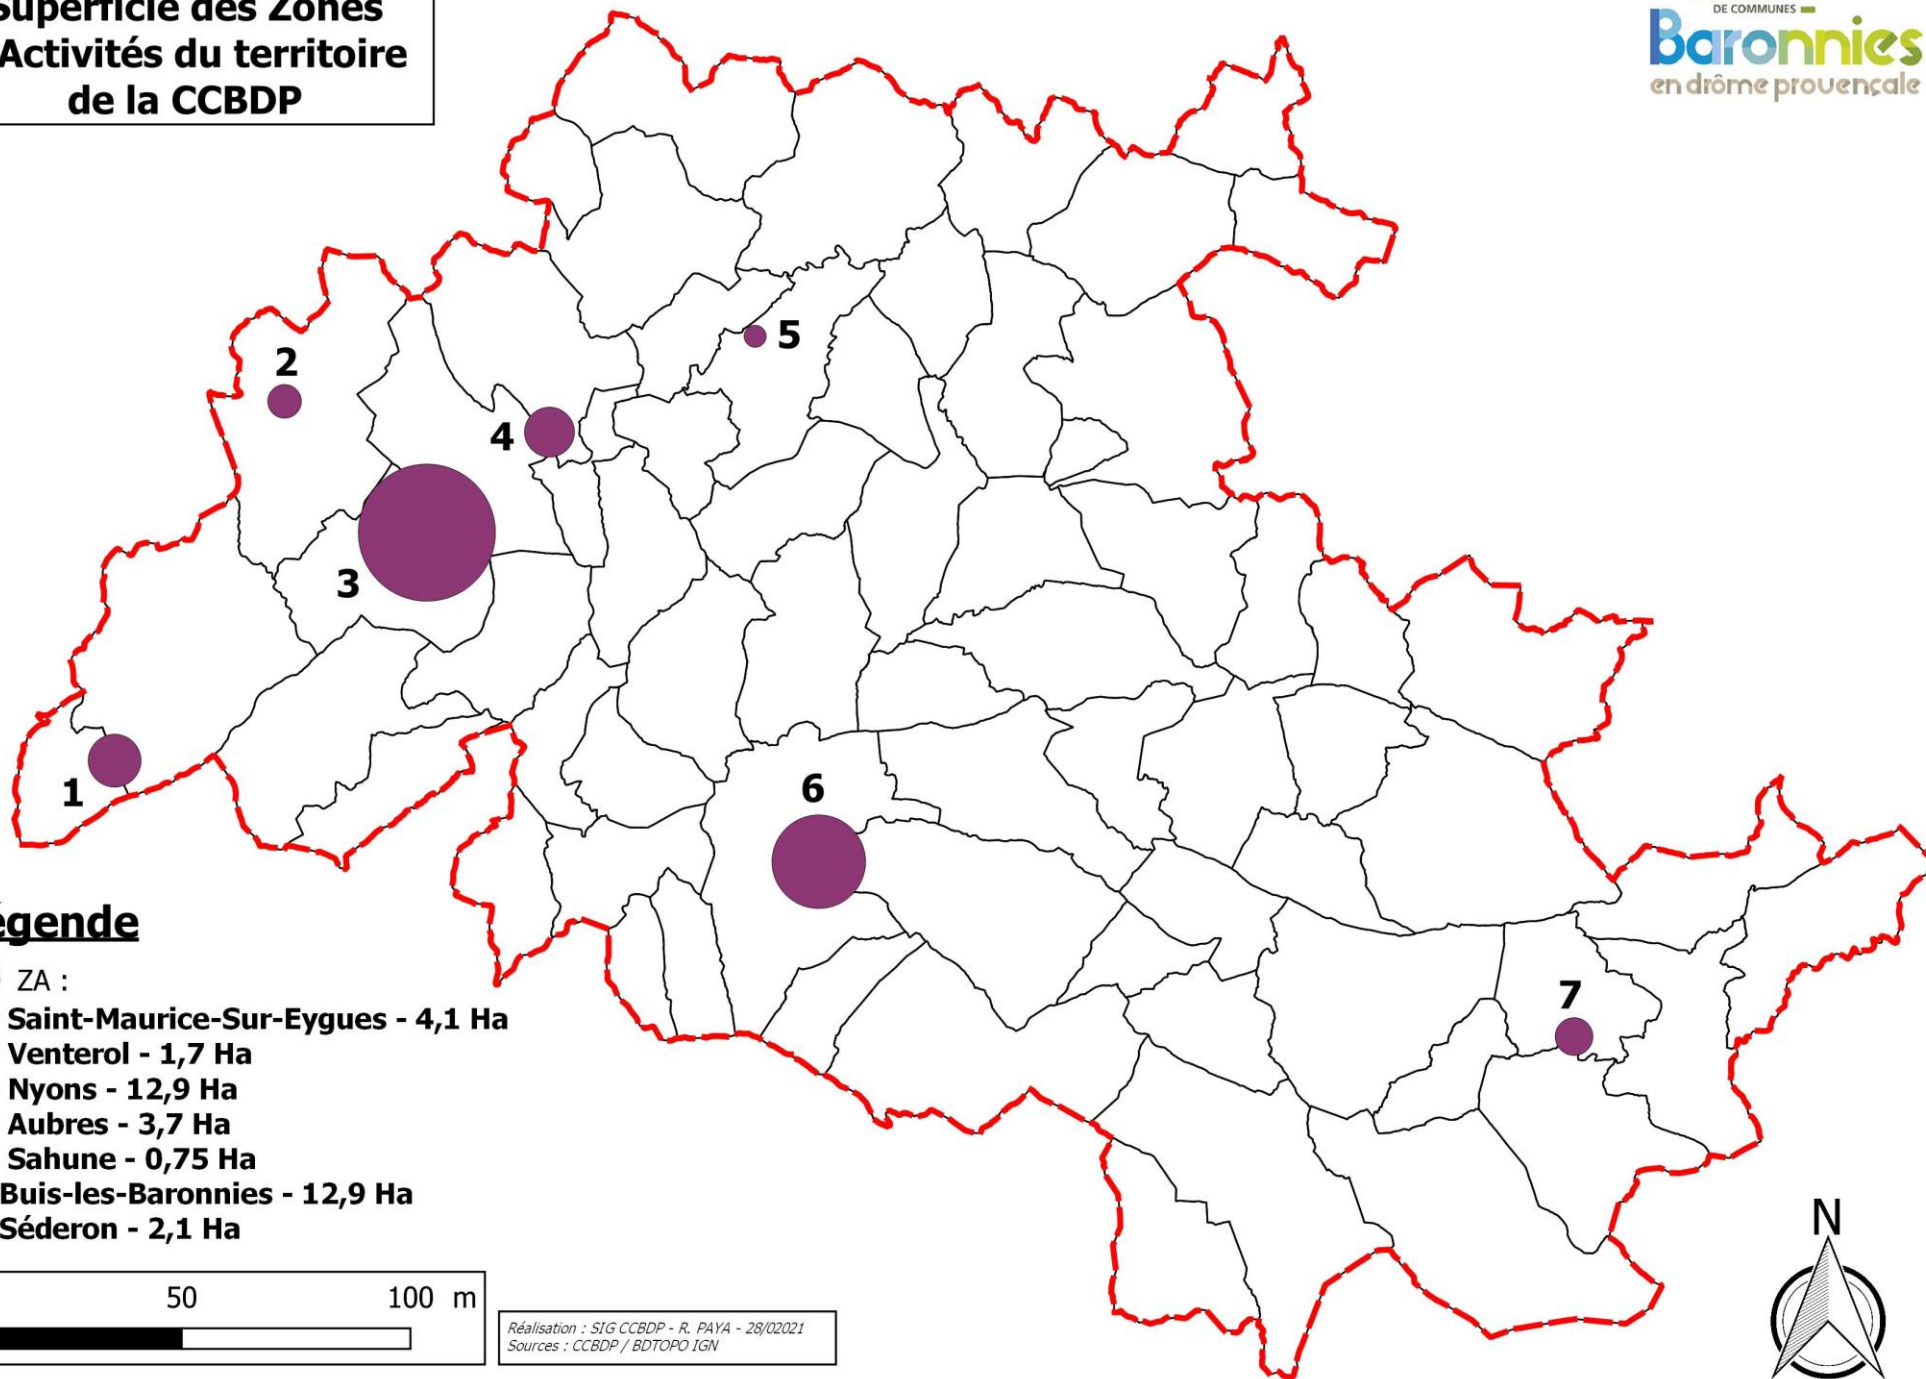 Superficie des Zones
Activités du territoire
de la CCBDP
DE COMMUNES
Baronnies
en drôme provençale
2
5
4
3
1
6
7
égende
ZA :
Saint-Maurice-Sur-Eygues - 4,1 Ha
Venterol - 1,7 Ha
Nyons - 12,9 Ha
Aubres - 3,7 Ha
Sahune - 0,75 Ha
Buis-les-Baronnies - 12,9 Ha
Séderon - 2,1 Ha
50 100 m
Réalisation : SIG CCBDP - R. PAYA - 28/02021
Sources : CCBDP / BDTOPO IGN
N